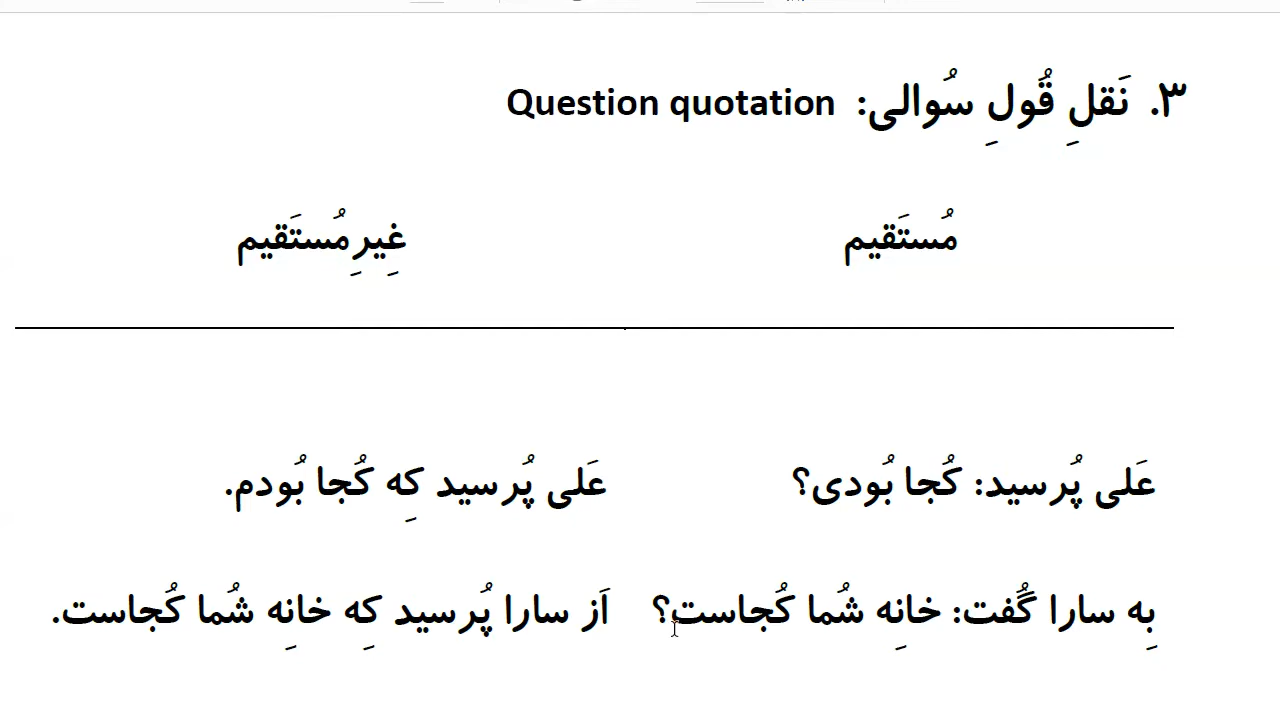 ۳. نَقلِ قُولِ سُوالی: Question quotation
مُستَقیم غِیرِمُستَقیم
عَلی پُرسید: کُجا بُودی؟ عَلی پُرسید کِه کُجا بُودم.
بِه سارا گُفت: خانِه شُما کُجاست؟ اَز سارا پُرسید کِه خانِه شُما کُجاست.